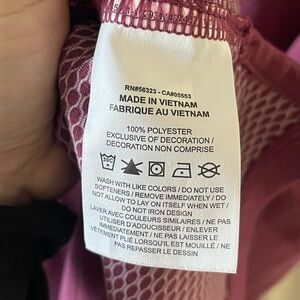 RN#56323 - CA#05553
MADE IN VIETNAM
FABRIQUE AU VIETNAM
100% POLYESTER
EXCLUSIVE OF DECORATION /
DECORATION NON COMPRISE
WASH WITH LIKE COLORS / DO NOT USE
SOFTENERS / REMOVE IMMEDIATELY / DO
NOT ALLOW TO LAY ON ITSELF WHEN WET /
DO NOT IRON DESIGN
LAVER AVEC COULEURS SIMILAIRES / NE PAS
UTILISER D'ADOUCISSEUR / ENLEVER
IMMÉDIATEMENT / NE PAS LAISSER LE
VÊTEMENT PLIÉ LORSQU'IL EST MOUILLÉ / NE
PAS REPASSER LE DESSIN